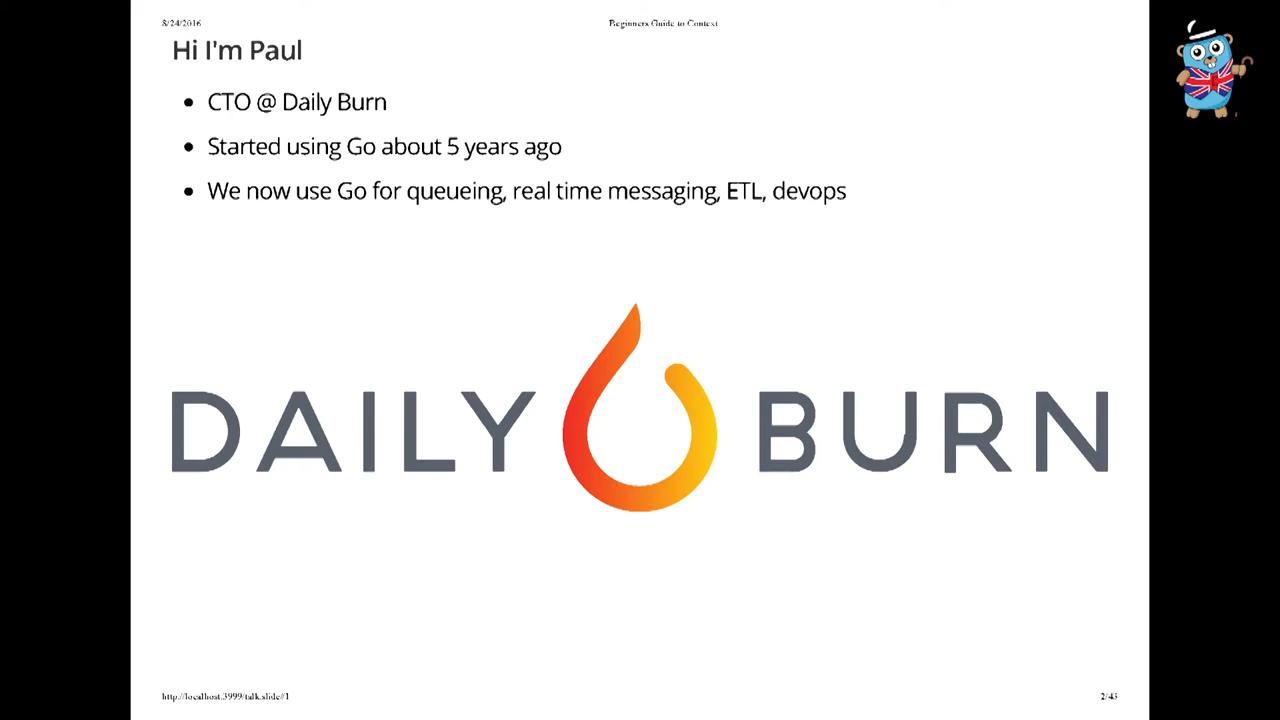 8/24/2016
Beginners Guide to Context
Hi I'm Paul
CTO @ Daily Burn
Started using Go about 5 years ago
We now use Go for queueing, real time messaging, ETL, devops
DAILY BURN
http://localhost:3999/talk.slide#1
2/43